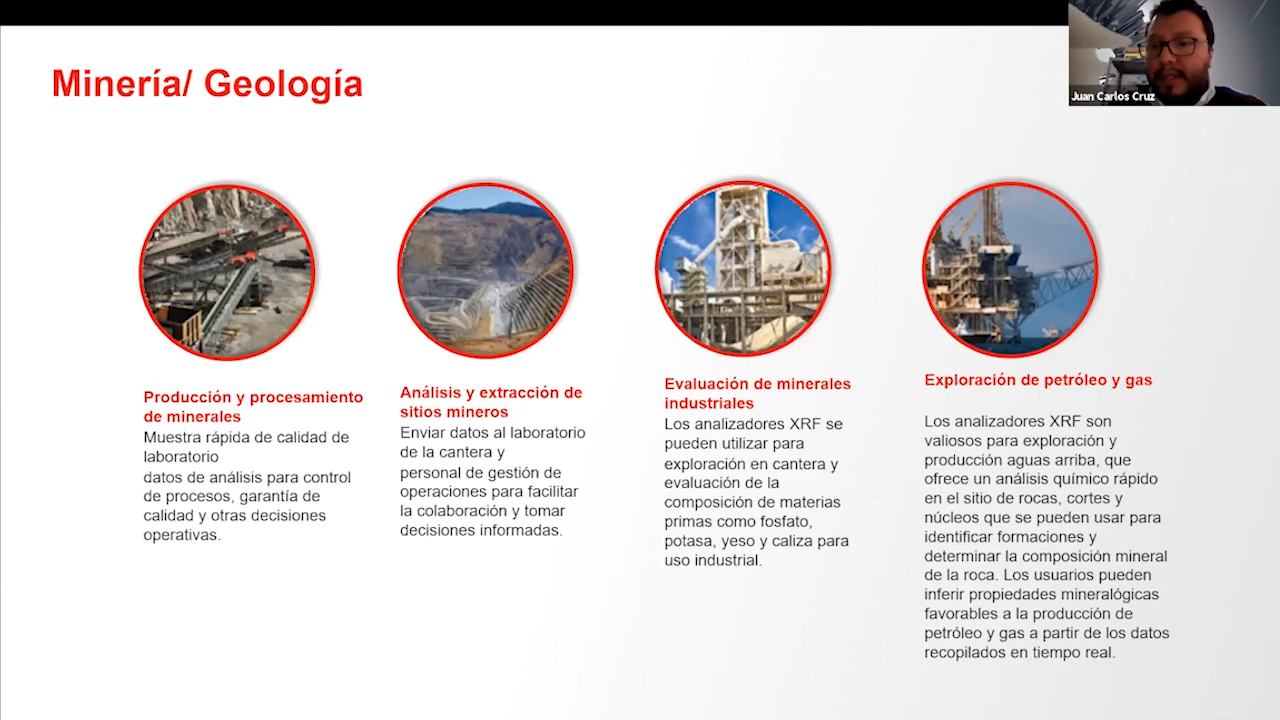 Minería/ Geología
Juan Carlos Cruz
Producción y procesamiento
de minerales
Muestra rápida de calidad de
laboratorio
datos de análisis para control
de procesos, garantía de
calidad y otras decisiones
operativas.
Análisis y extracción de
sitios mineros
Enviar datos al laboratorio
de la cantera y
personal de gestión de
operaciones para facilitar
la colaboración y tomar
decisiones informadas.
Evaluación de minerales
industriales
Los analizadores XRF se
pueden utilizar para
exploración en cantera y
evaluación de la
composición de materias
primas como fosfato,
potasa, yeso y caliza para
uso industrial.
Exploración de petróleo y gas
Los analizadores XRF son
valiosos para exploración y
producción aguas arriba, que
ofrece un análisis químico rápido
en el sitio de rocas, cortes y
núcleos que se pueden usar para
identificar formaciones y
determinar la composición mineral
de la roca. Los usuarios pueden
inferir propiedades mineralógicas
favorables a la producción de
petróleo y gas a partir de los datos
recopilados en tiempo real.